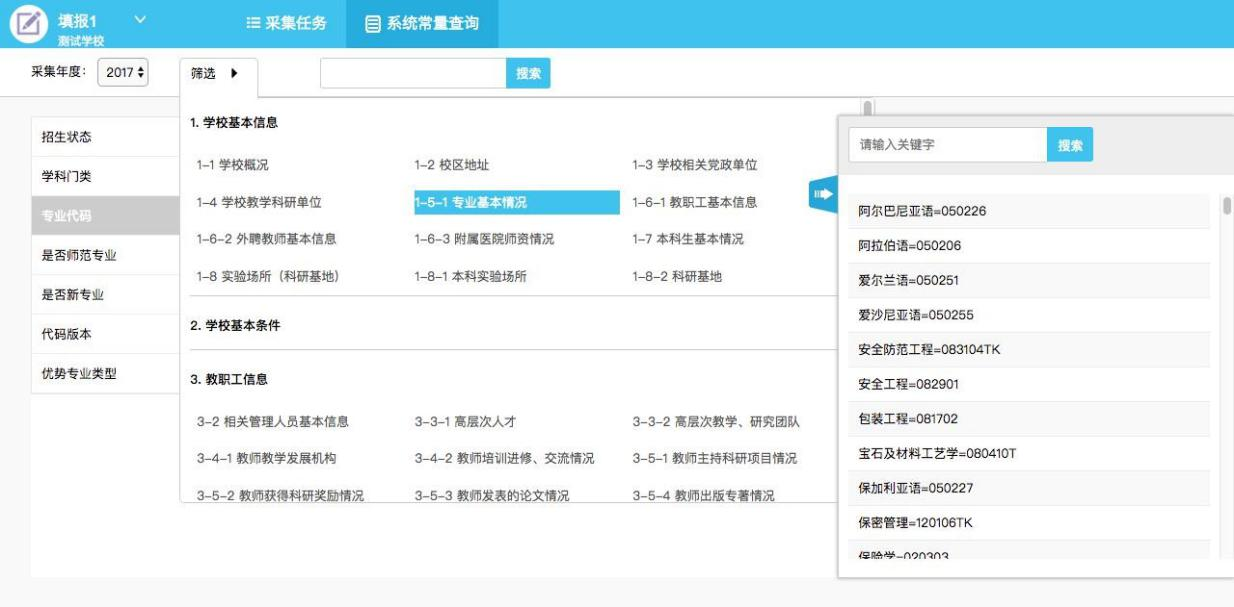 填报1
测试学校
采集任务
系统常量查询
采集年度： 2017
筛选
搜索
招生状态
学科门类
专业代码
是否师范专业
是否新专业
代码版本
优势专业类型
1. 学校基本信息
1-1 学校概况 1-2 校区地址 1-3 学校相关党政单位
1-4 学校教学科研单位 1-5-1 专业基本情况 1-6-1 教职工基本信息
1-6-2 外聘教师基本信息 1-6-3 附属医院师资情况 1-7 本科生基本情况
1-8 实验场所（科研基地） 1-8-1 本科实验场所 1-8-2 科研基地
2. 学校基本条件
3. 教职工信息
3-2 相关管理人员基本信息 3-3-1 高层次人才 3-3-2 高层次教学、研究团队
3-4-1 教师教学发展机构 3-4-2 教师培训进修、交流情况 3-5-1 教师主持科研项目情况
3-5-2 教师获得科研奖励情况 3-5-3 教师发表的论文情况 3-5-4 教师出版专著情况
请输入关键字 搜索
阿尔巴尼亚语=050226
阿拉伯语=050206
爱尔兰语=050251
爱沙尼亚语=050255
安全防范工程=083104TK
安全工程=082901
包装工程=081702
宝石及材料工艺学=080410T
保加利亚语=050227
保密管理=120106TK
保险学=020303